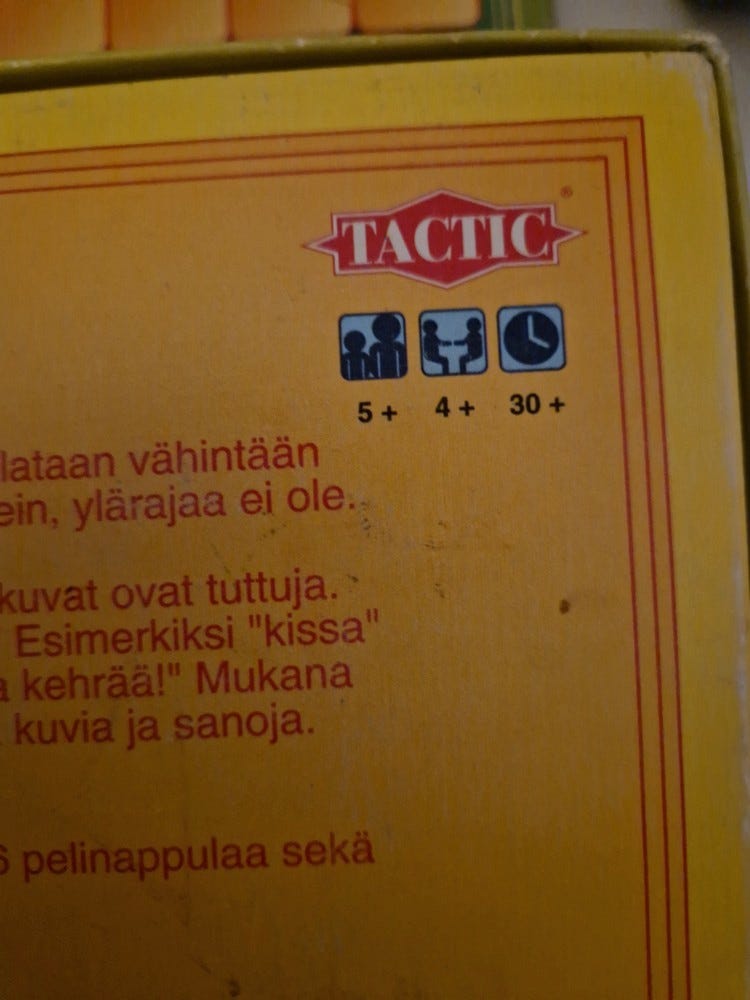 TACTIC®
5+ 4+ 30+
lataan vähintään
ein, ylärajaa ei ole.
kuvat ovat tuttuja.
Esimerkiksi "kissa"
a kehrää!" Mukana
kuvia ja sanoja.
6 pelinappulaa sekä